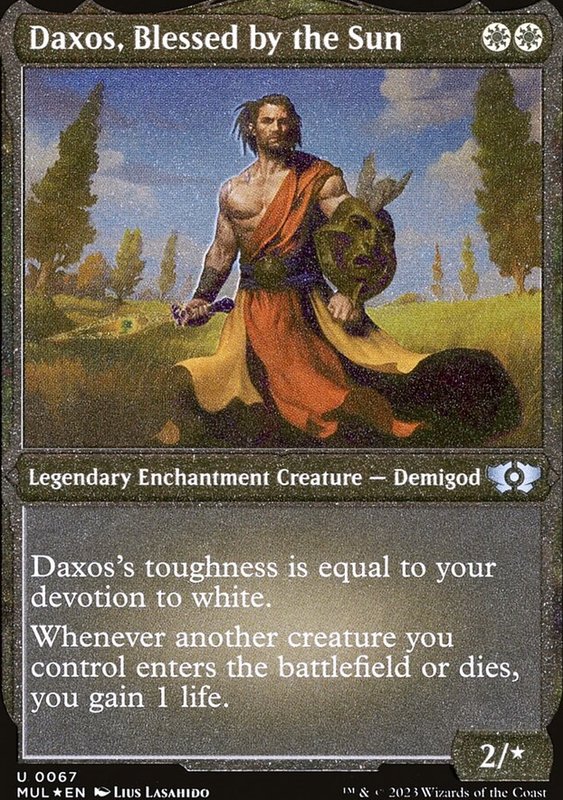 Daxos, Blessed by the Sun
Legendary Enchantment Creature — Demigod
Daxos's toughness is equal to your
devotion to white.
Whenever another creature you
control enters the battlefield or dies,
you gain 1 life.
2/★
U 0067
MUL★EN Lius Lasahido
™ & © 2023 Wizards of the Coast